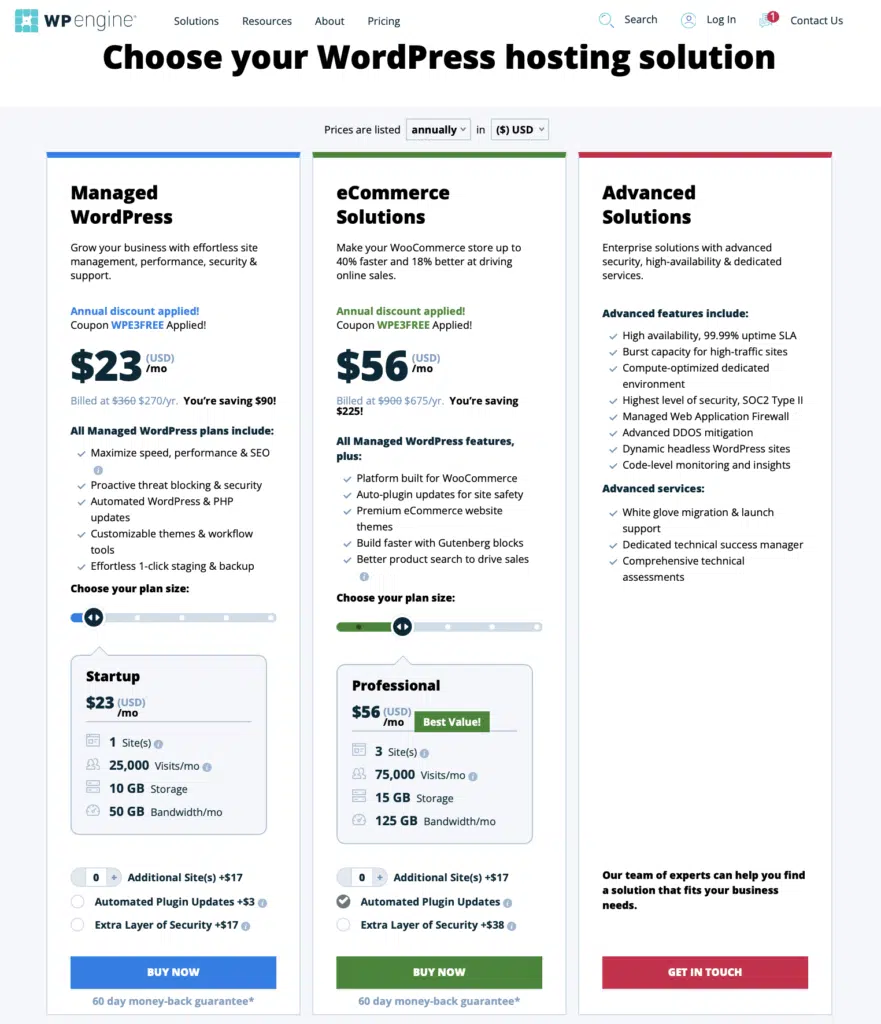 WP engine
Solutions
Resources
About
Pricing
Search
Log In
1
Contact Us
Choose your WordPress hosting solution
Prices are listed annually in ($) USD
Managed
WordPress
Grow your business with effortless site
management, performance, security &
support.
Annual discount applied!
Coupon WPE3FREE Applied!
$23 (USD)
/mo
Billed at $360 $270/yr. You're saving $90!
All Managed WordPress plans include:
Maximize speed, performance & SEO
Proactive threat blocking & security
Automated WordPress & PHP
updates
Customizable themes & workflow
tools
Effortless 1-click staging & backup
Choose your plan size:
Startup
$23 (USD)
/mo
1 Site(s)
25,000 Visits/mo
10 GB Storage
50 GB Bandwidth/mo
0 + Additional Site(s) +$17
Automated Plugin Updates +$3
Extra Layer of Security +$17
BUY NOW
60 day money-back guarantee*
eCommerce
Solutions
Make your WooCommerce store up to
40% faster and 18% better at driving
online sales.
Annual discount applied!
Coupon WPE3FREE Applied!
$56 (USD)
/mo
Billed at $900 $675/yr. You're saving
$225!
All Managed WordPress features,
plus:
Platform built for WooCommerce
Auto-plugin updates for site safety
Premium eCommerce website
themes
Build faster with Gutenberg blocks
Better product search to drive sales
Choose your plan size:
Professional
$56 (USD)
/mo
Best Value!
3 Site(s)
75,000 Visits/mo
15 GB Storage
125 GB Bandwidth/mo
0 + Additional Site(s) +$17
Automated Plugin Updates
Extra Layer of Security +$38
BUY NOW
60 day money-back guarantee*
Advanced
Solutions
Enterprise solutions with advanced
security, high-availability & dedicated
services.
Advanced features include:
High availability, 99.99% uptime SLA
Burst capacity for high-traffic sites
Compute-optimized dedicated
environment
Highest level of security, SOC2 Type II
Managed Web Application Firewall
Advanced DDOS mitigation
Dynamic headless WordPress sites
Code-level monitoring and insights
Advanced services:
White glove migration & launch
support
Dedicated technical success manager
Comprehensive technical
assessments
Our team of experts can help you find
a solution that fits your business
needs.
GET IN TOUCH